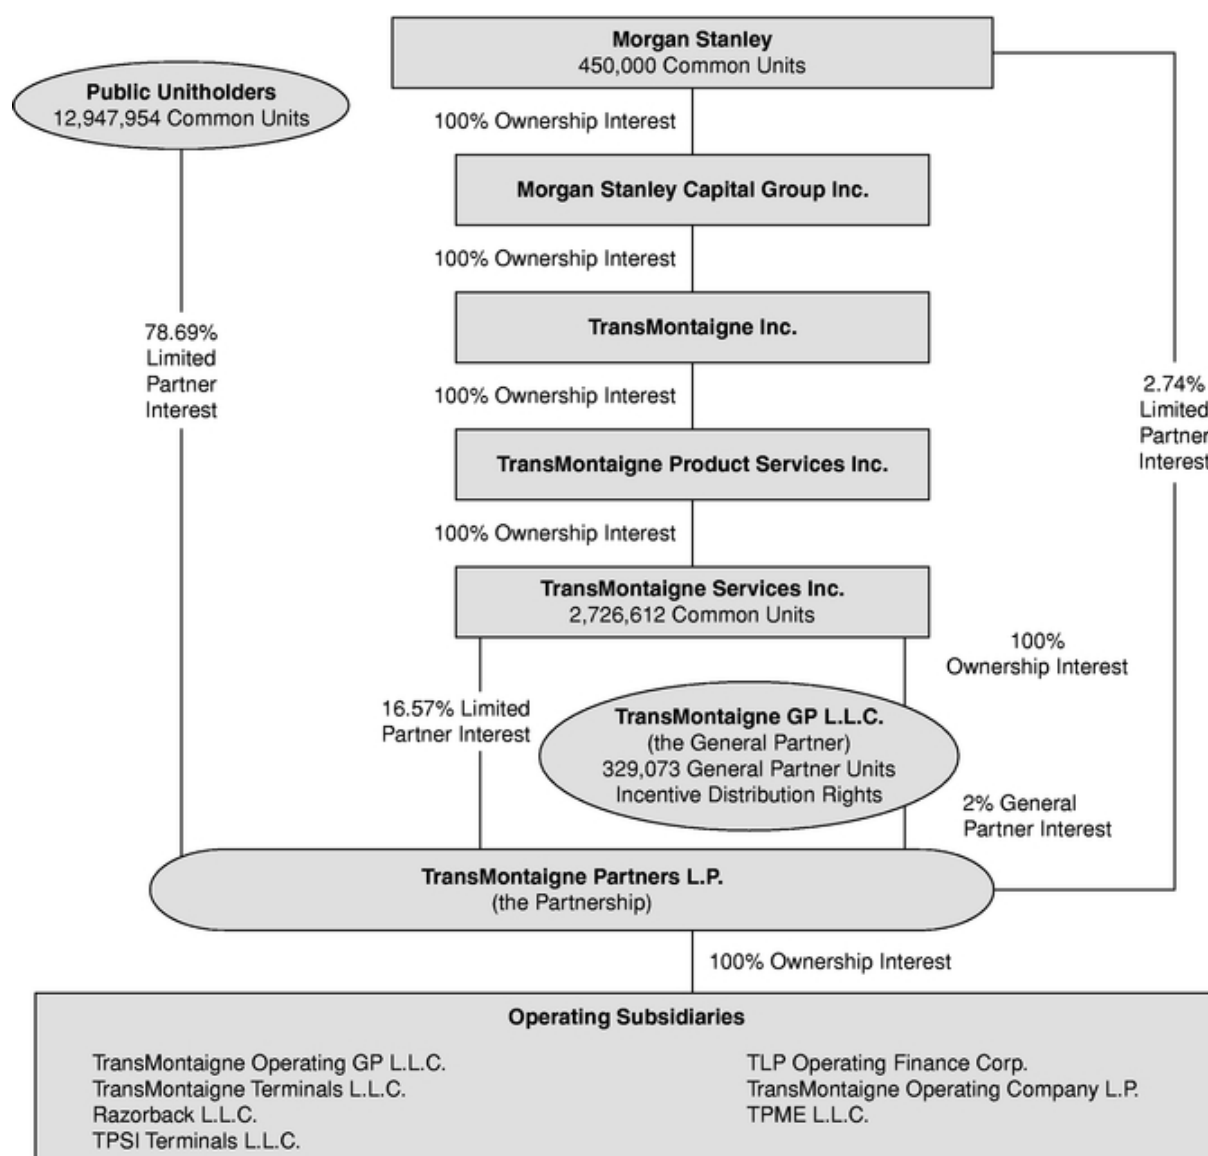 Morgan Stanley
450,000 Common Units
Public Unitholders
12,947,954 Common Units
100% Ownership Interest
Morgan Stanley Capital Group Inc.
100% Ownership Interest
TransMontaigne Inc.
78.69%
Limited
Partner
Interest
2.74%
Limited
Partner
Interest
100% Ownership Interest
TransMontaigne Product Services Inc.
100% Ownership Interest
TransMontaigne Services Inc.
2,726,612 Common Units
100%
Ownership Interest
16.57% Limited
Partner Interest
TransMontaigne GP L.L.C.
(the General Partner)
329,073 General Partner Units
Incentive Distribution Rights
2% General
Partner Interest
TransMontaigne Partners L.P.
(the Partnership)
100% Ownership Interest
Operating Subsidiaries
TransMontaigne Operating GP L.L.C.
TransMontaigne Terminals L.L.C.
Razorback L.L.C.
TPSI Terminals L.L.C.
TLP Operating Finance Corp.
TransMontaigne Operating Company L.P.
TPME L.L.C.